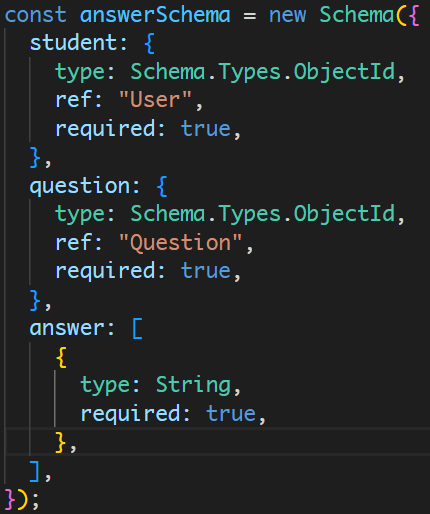 const answerSchema = new Schema({
  student: {
    type: Schema.Types.ObjectId,
    ref: "User",
    required: true,
  },
  question: {
    type: Schema.Types.ObjectId,
    ref: "Question",
    required: true,
  },
  answer: [
    {
      type: String,
      required: true,
    },
  ],
});